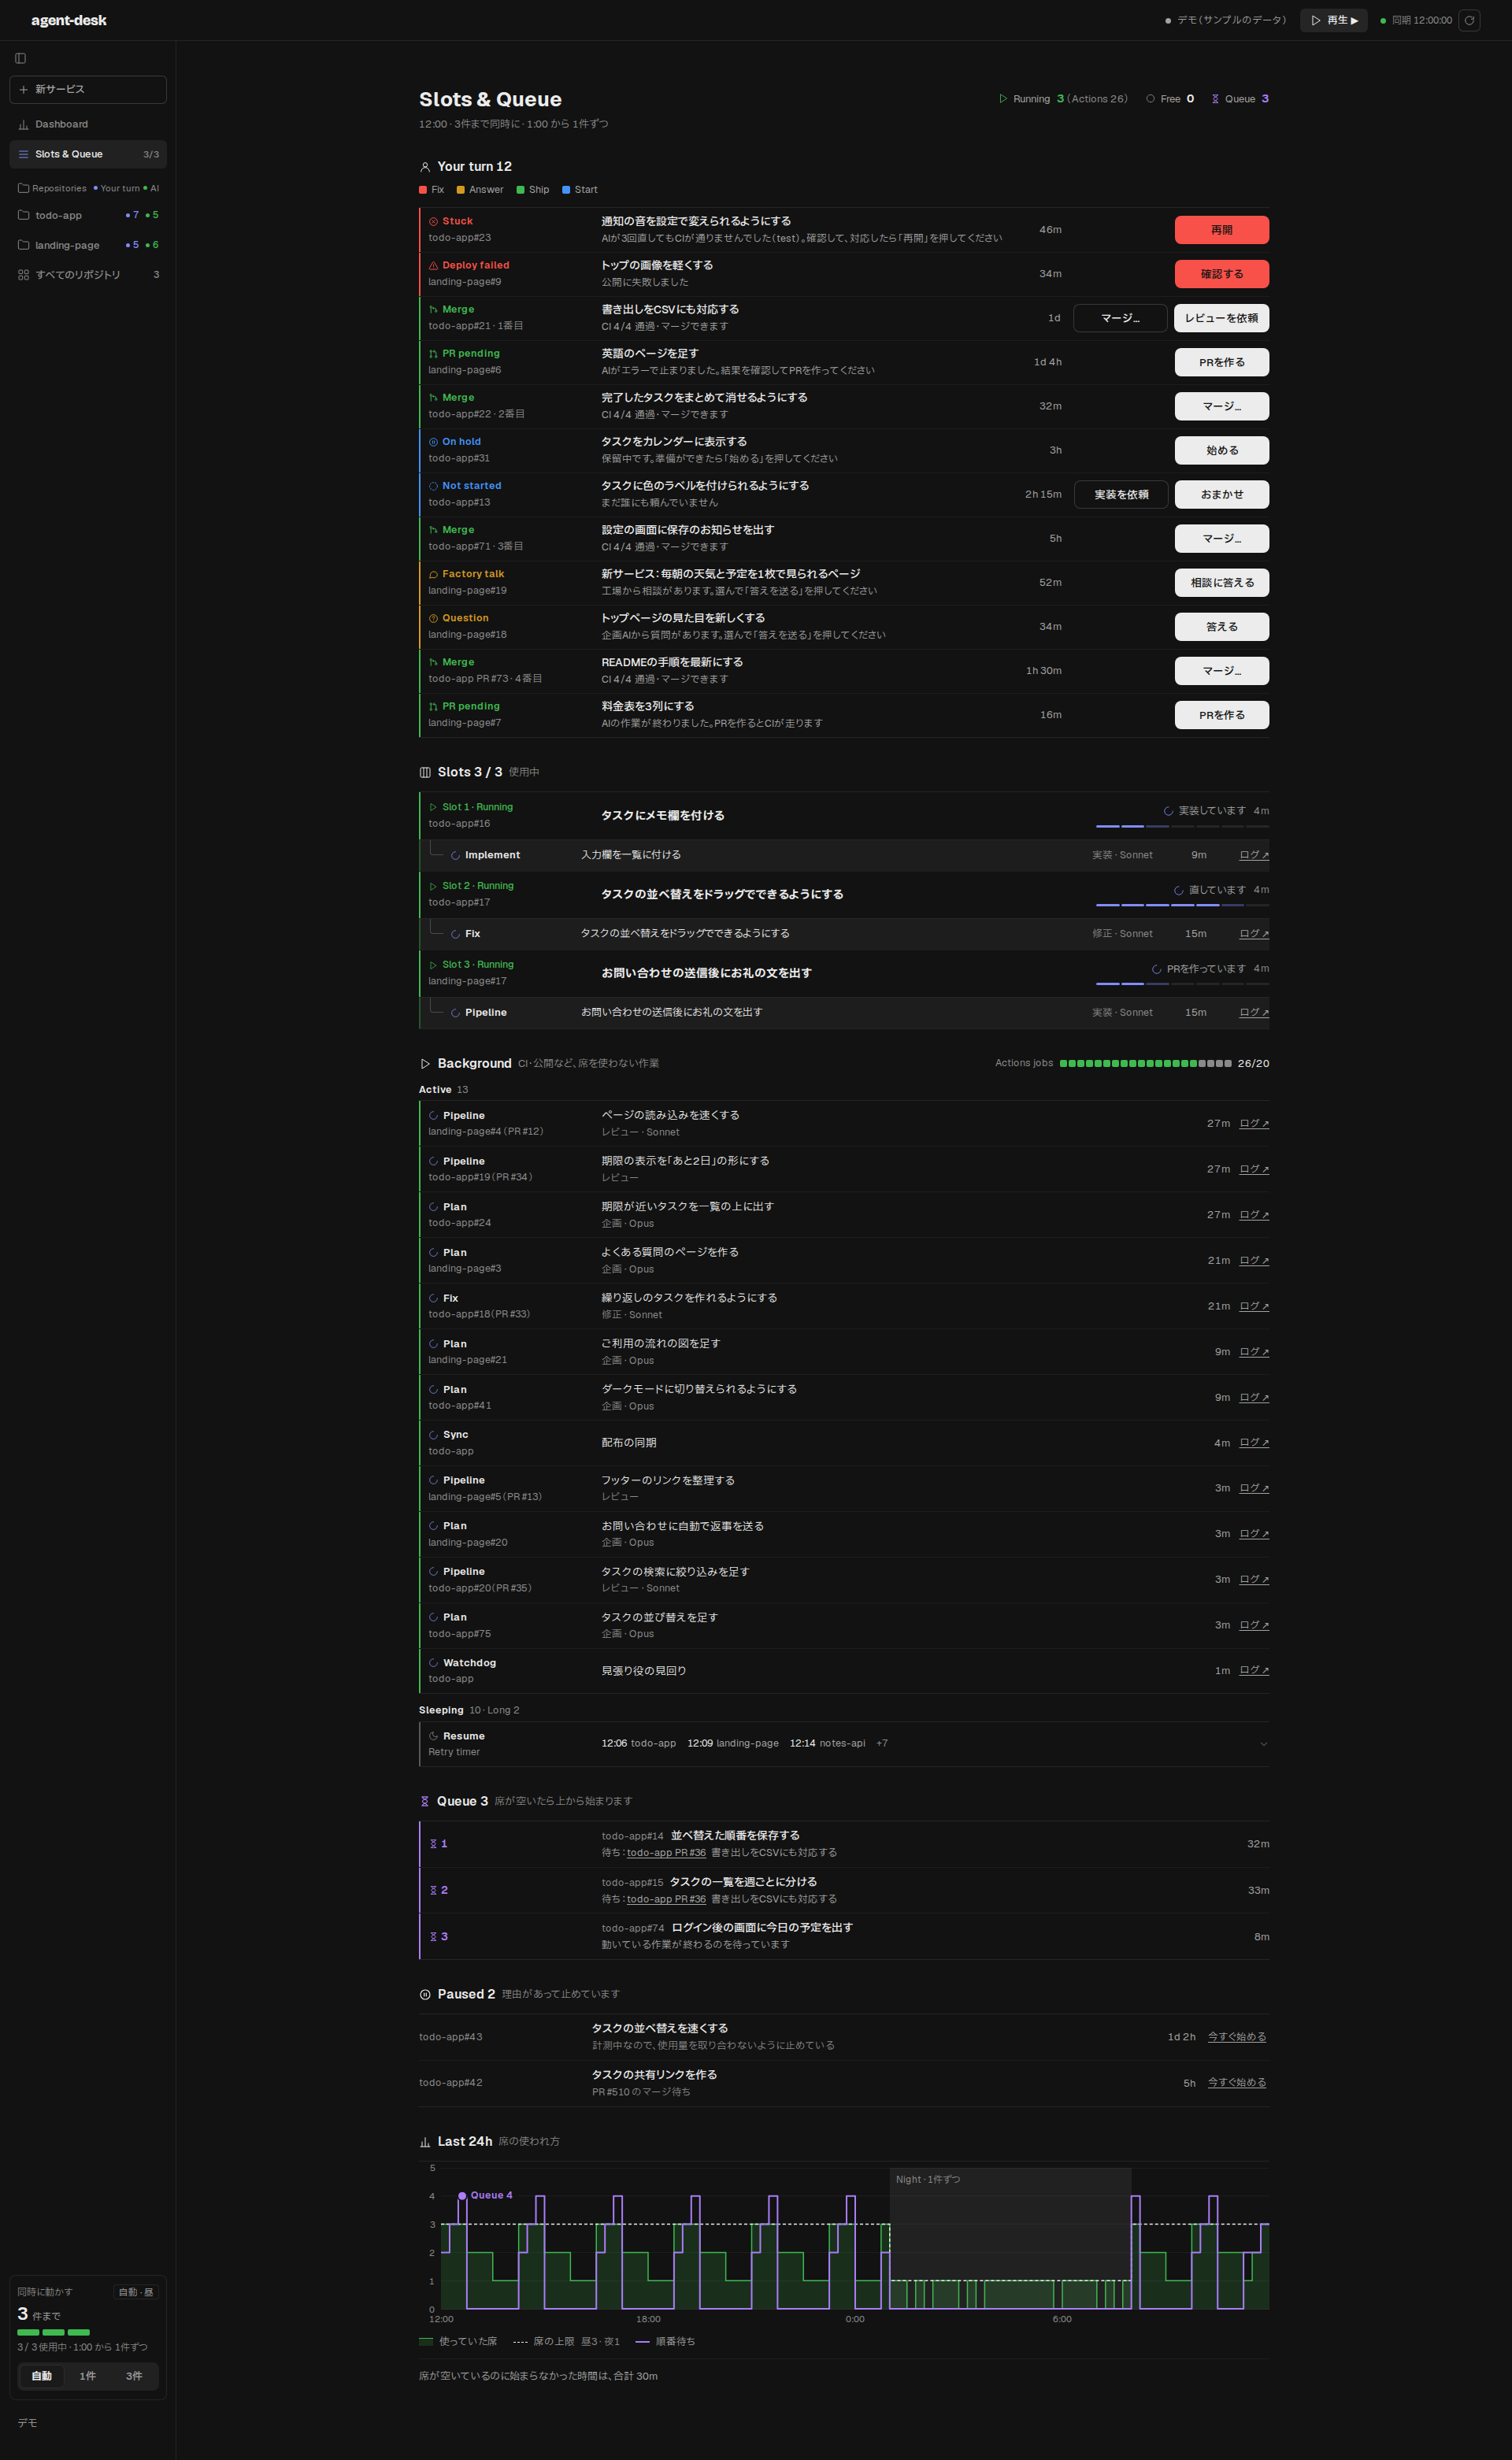 agent-desk
デモ（サンプルのデータ）
再生 ▶
同期 12:00:00
新サービス
Dashboard
Slots & Queue 3/3
Repositories Your turn AI
todo-app 7 5
landing-page 5 6
すべてのリポジトリ 3
Slots & Queue
Running 3（Actions 26） Free 0 Queue 3
12:00 · 3件まで同時に · 1:00 から 1件ずつ
Your turn 12
Fix Answer Ship Start
Stuck
todo-app#23
通知の音を設定で変えられるようにする
AIが3回直してもCIが通りませんでした（test）。確認して、対応したら「再開」を押してください
46m
再開
Deploy failed
landing-page#9
トップの画像を軽くする
公開に失敗しました
34m
確認する
Merge
todo-app#21 · 1番目
書き出しをCSVにも対応する
CI 4/4 通過・マージできます
1d
マージ…
レビューを依頼
PR pending
landing-page#6
英語のページを足す
AIがエラーで止まりました。結果を確認してPRを作ってください
1d 4h
PRを作る
Merge
todo-app#22 · 2番目
完了したタスクをまとめて消せるようにする
CI 4/4 通過・マージできます
32m
マージ…
On hold
todo-app#31
タスクをカレンダーに表示する
保留中です。準備ができたら「始める」を押してください
3h
始める
Not started
todo-app#13
タスクに色のラベルを付けられるようにする
まだ誰にも頼んでいません
2h 15m
実装を依頼
おまかせ
Merge
todo-app#71 · 3番目
設定の画面に保存のお知らせを出す
CI 4/4 通過・マージできます
5h
マージ…
Factory talk
landing-page#19
新サービス：毎朝の天気と予定を1枚で見られるページ
工場から相談があります。選んで「答えを送る」を押してください
52m
相談に答える
Question
landing-page#18
トップページの見た目を新しくする
企画AIから質問があります。選んで「答えを送る」を押してください
34m
答える
Merge
todo-app PR #73 · 4番目
READMEの手順を最新にする
CI 4/4 通過・マージできます
1h 30m
マージ…
PR pending
landing-page#7
料金表を3列にする
AIの作業が終わりました。PRを作るとCIが走ります
16m
PRを作る
Slots 3 / 3 使用中
Slot 1 · Running
todo-app#16
タスクにメモ欄を付ける
実装しています 4m
Implement 入力欄を一覧に付ける 実装 · Sonnet 9m ログ ↗
Slot 2 · Running
todo-app#17
タスクの並べ替えをドラッグでできるようにする
直しています 4m
Fix タスクの並べ替えをドラッグでできるようにする 修正 · Sonnet 15m ログ ↗
Slot 3 · Running
landing-page#17
お問い合わせの送信後にお礼の文を出す
PRを作っています 4m
Pipeline お問い合わせの送信後にお礼の文を出す 実装 · Sonnet 15m ログ ↗
Background CI・公開など、席を使わない作業
Actions jobs 26/20
Active 13
Pipeline
landing-page#4（PR #12）
ページの読み込みを速くする
レビュー · Sonnet
27m ログ ↗
Pipeline
todo-app#19（PR #34）
期限の表示を「あと2日」の形にする
レビュー
27m ログ ↗
Plan
todo-app#24
期限が近いタスクを一覧の上に出す
企画 · Opus
27m ログ ↗
Plan
landing-page#3
よくある質問のページを作る
企画 · Opus
21m ログ ↗
Fix
todo-app#18（PR #33）
繰り返しのタスクを作れるようにする
修正 · Sonnet
21m ログ ↗
Plan
landing-page#21
ご利用の流れの図を足す
企画 · Opus
9m ログ ↗
Plan
todo-app#41
ダークモードに切り替えられるようにする
企画 · Opus
9m ログ ↗
Sync
todo-app
配布の同期
4m ログ ↗
Pipeline
landing-page#5（PR #13）
フッターのリンクを整理する
レビュー
3m ログ ↗
Plan
landing-page#20
お問い合わせに自動で返事を送る
企画 · Opus
3m ログ ↗
Pipeline
todo-app#20（PR #35）
タスクの検索に絞り込みを足す
レビュー · Sonnet
3m ログ ↗
Plan
todo-app#75
タスクの並び替えを足す
企画 · Opus
3m ログ ↗
Watchdog
todo-app
見張り役の見回り
1m ログ ↗
Sleeping 10 · Long 2
Resume
Retry timer
12:06 todo-app 12:09 landing-page 12:14 notes-api +7
Queue 3 席が空いたら上から始まります
1
todo-app#14 並べ替えた順番を保存する
待ち：todo-app PR #36 書き出しをCSVにも対応する
32m
2
todo-app#15 タスクの一覧を週ごとに分ける
待ち：todo-app PR #36 書き出しをCSVにも対応する
33m
3
todo-app#74 ログイン後の画面に今日の予定を出す
動いている作業が終わるのを待っています
8m
Paused 2 理由があって止めています
todo-app#43
タスクの並べ替えを速くする
計測中なので、使用量を取り合わないように止めている
1d 2h 今すぐ始める
todo-app#42
タスクの共有リンクを作る
PR #510 のマージ待ち
5h 今すぐ始める
Last 24h 席の使われ方
5
4
3
2
1
0
Queue 4
Night · 1件ずつ
12:00 18:00 0:00 6:00
使っていた席 席の上限 昼3・夜1 順番待ち
席が空いているのに始まらなかった時間は、合計 30m
同時に動かす 自動 · 昼
3 件まで
3 / 3 使用中 · 1:00 から 1件ずつ
自動 1件 3件
デモ